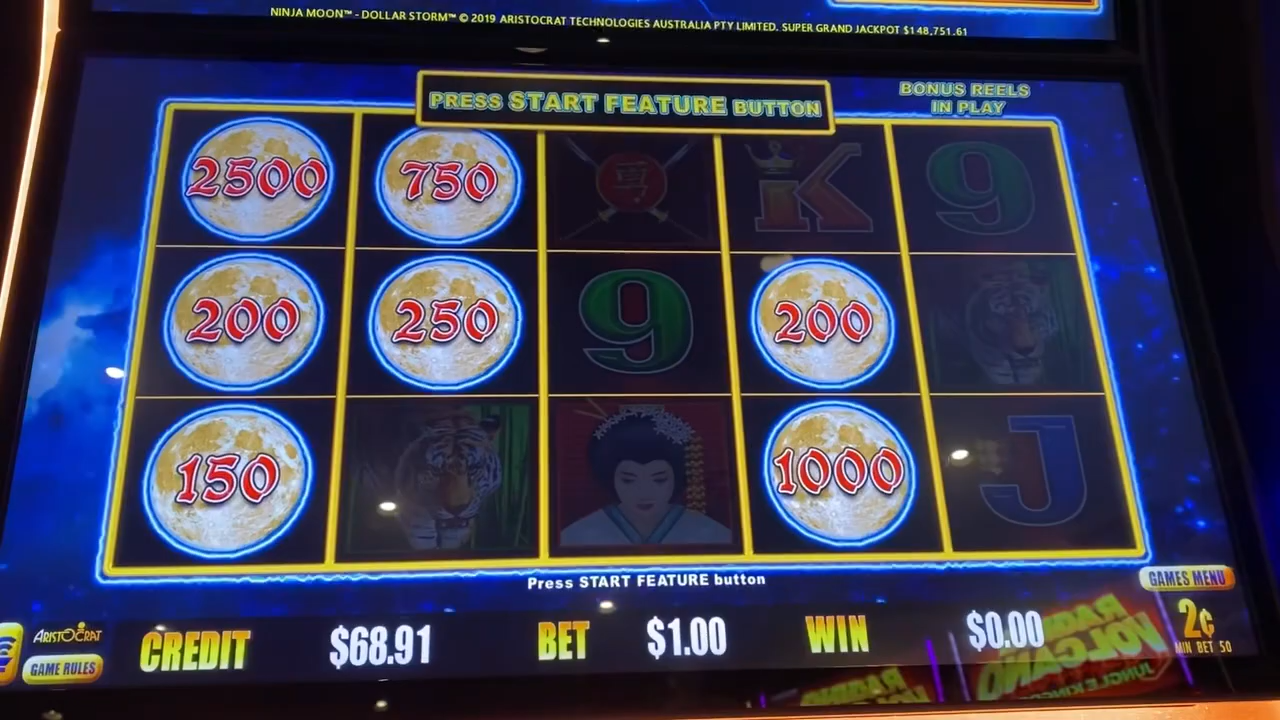 NINJA MOON™ - DOLLAR STORM™ © 2019 ARISTOCRAT TECHNOLOGIES AUSTRALIA PTY LIMITED. SUPER GRAND JACKPOT $148,751.61
PRESS START FEATURE BUTTON
BONUS REELS
IN PLAY
2500 750 K 9
200 250 9 200
150 1000 J
Press START FEATURE button
GAMES MENU
ARISTOCRAT
GAME RULES
CREDIT $68.91 BET $1.00 WIN $0.00
2¢
MIN BET 50
RAGING
VOLCANO